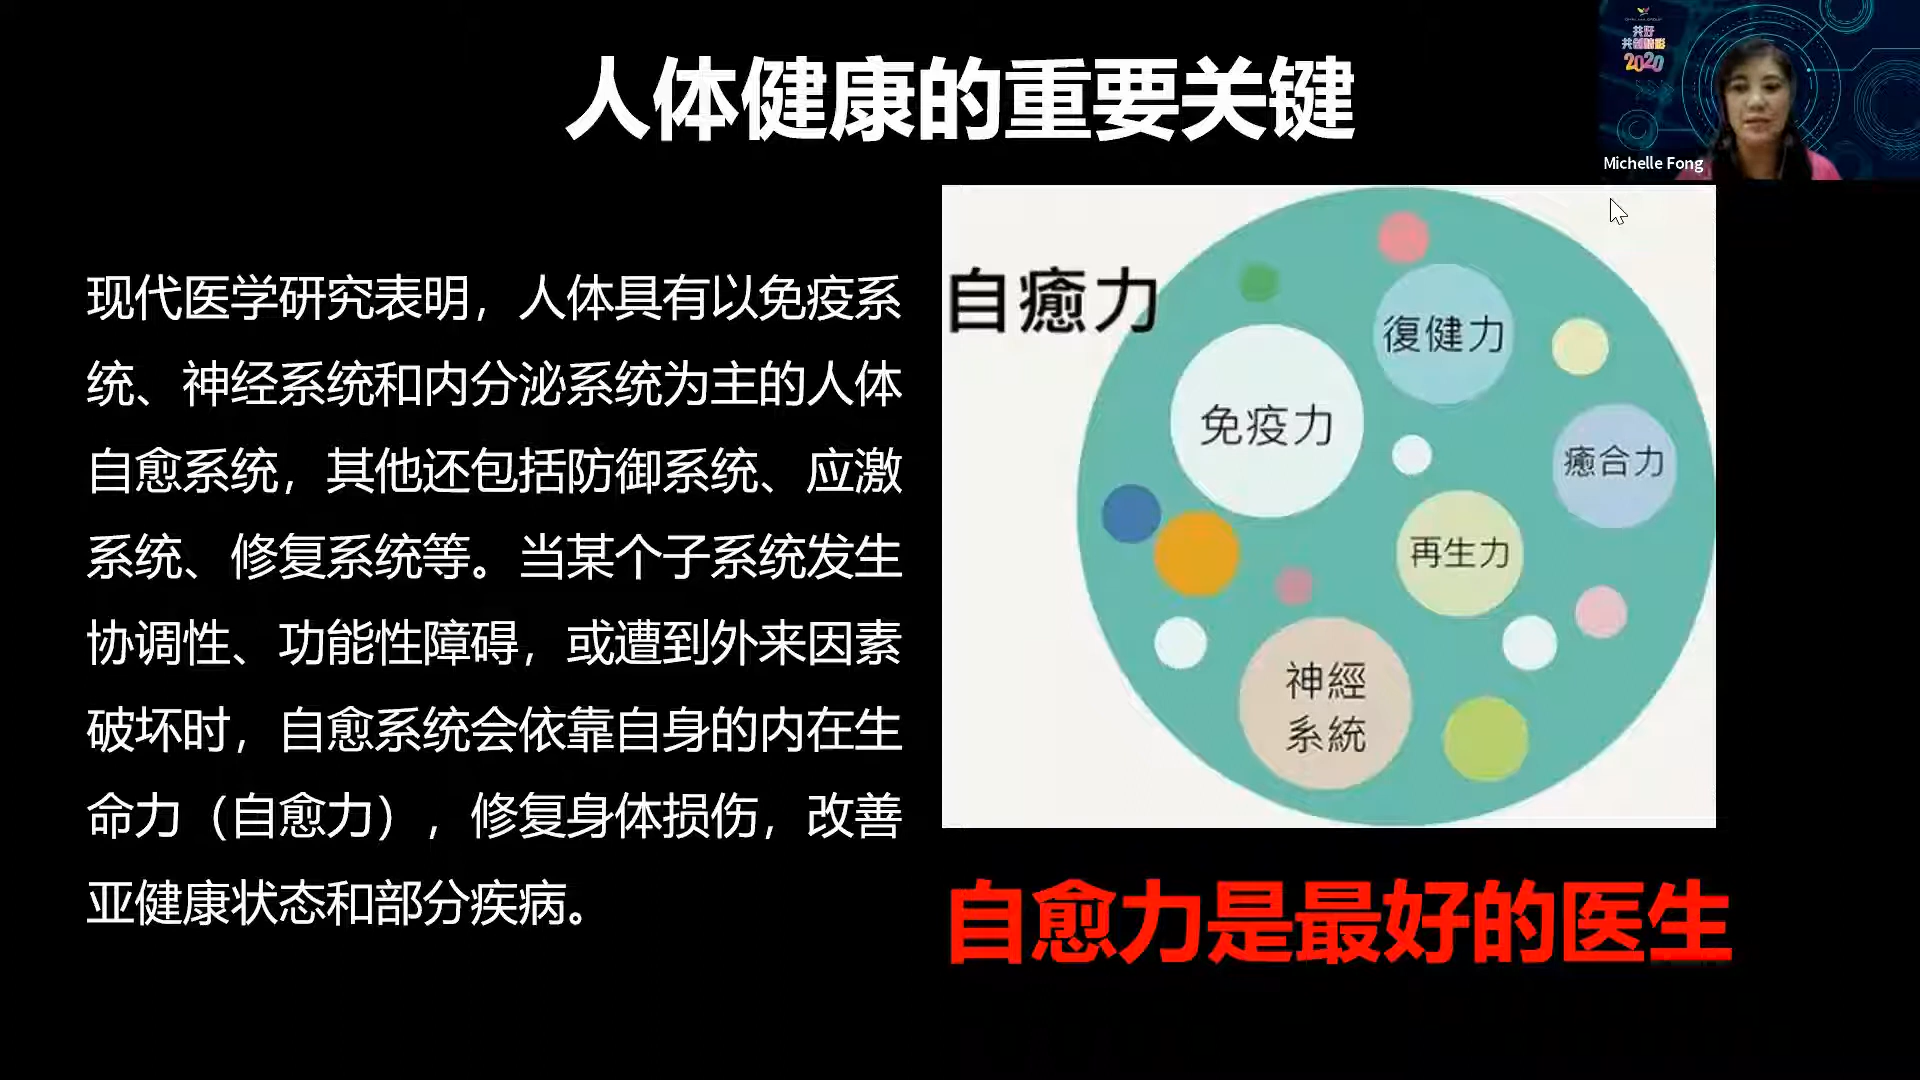 人体健康的重要关键
共好
2020
Michelle Fong
现代医学研究表明，人体具有以免疫系
统、神经系统和内分泌系统为主的人体
自愈系统，其他还包括防御系统、应激
系统、修复系统等。当某个子系统发生
协调性、功能性障碍，或遭到外来因素
破坏时，自愈系统会依靠自身的内在生
命力（自愈力），修复身体损伤，改善
亚健康状态和部分疾病。
自癒力
復健力
免疫力
癒合力
再生力
神經
系統
自愈力是最好的医生